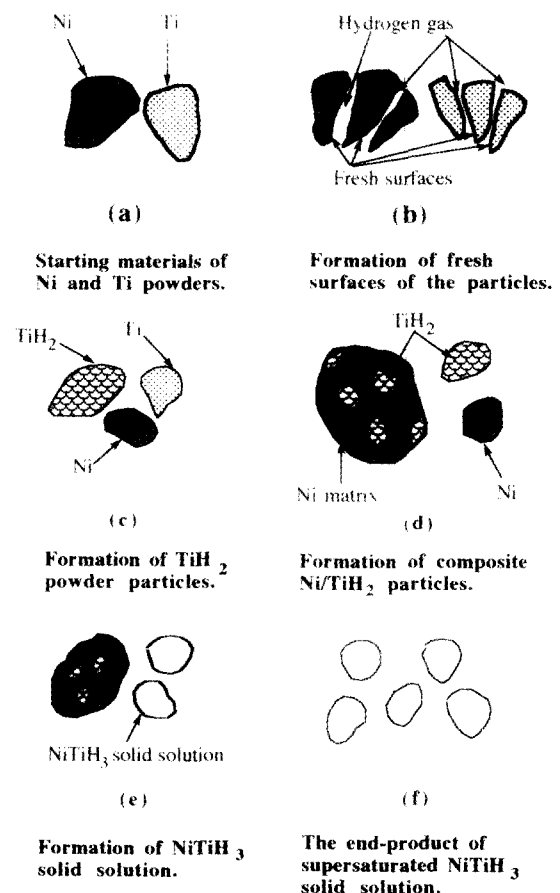 Ni Ti
(a)
Starting materials of
Ni and Ti powders.
Hydrogen gas
Fresh surfaces
(b)
Formation of fresh
surfaces of the particles.
TiH2
Ti
Ni
(c)
Formation of TiH2
powder particles.
TiH2
Ni matrix
Ni
(d)
Formation of composite
Ni/TiH2 particles.
NiTiH3 solid solution
(e)
Formation of NiTiH3
solid solution.
(f)
The end-product of
supersaturated NiTiH3
solid solution.